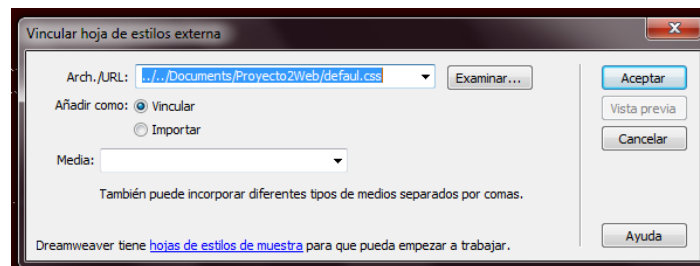 Vincular hoja de estilos externa
Arch./URL: ../../Documents/Proyecto2Web/defaul.css Examinar... Aceptar
Añadir como: Vincular Vista previa
Importar Cancelar
Media:
También puede incorporar diferentes tipos de medios separados por comas.
Dreamweaver tiene hojas de estilos de muestra para que pueda empezar a trabajar. Ayuda